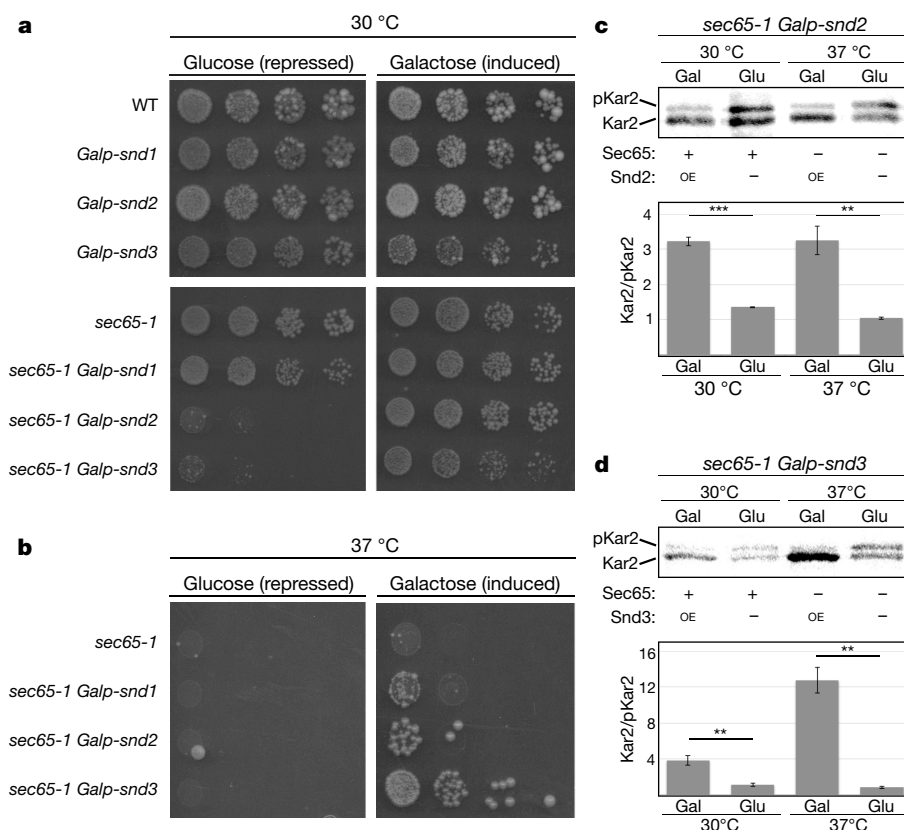 a
30 °C
Glucose (repressed) Galactose (induced)
WT
Galp-snd1
Galp-snd2
Galp-snd3
sec65-1
sec65-1 Galp-snd1
sec65-1 Galp-snd2
sec65-1 Galp-snd3
b
37 °C
Glucose (repressed) Galactose (induced)
sec65-1
sec65-1 Galp-snd1
sec65-1 Galp-snd2
sec65-1 Galp-snd3
c
sec65-1 Galp-snd2
30 °C 37 °C
Gal Glu Gal Glu
pKar2
Kar2
Sec65: + + – –
Snd2: OE – OE –
*** **
Kar2/pKar2
4
3
2
1
Gal Glu Gal Glu
30 °C 37 °C
d
sec65-1 Galp-snd3
30°C 37°C
Gal Glu Gal Glu
pKar2
Kar2
Sec65: + + – –
Snd3: OE – OE –
** **
Kar2/pKar2
16
12
8
4
Gal Glu Gal Glu
30°C 37°C